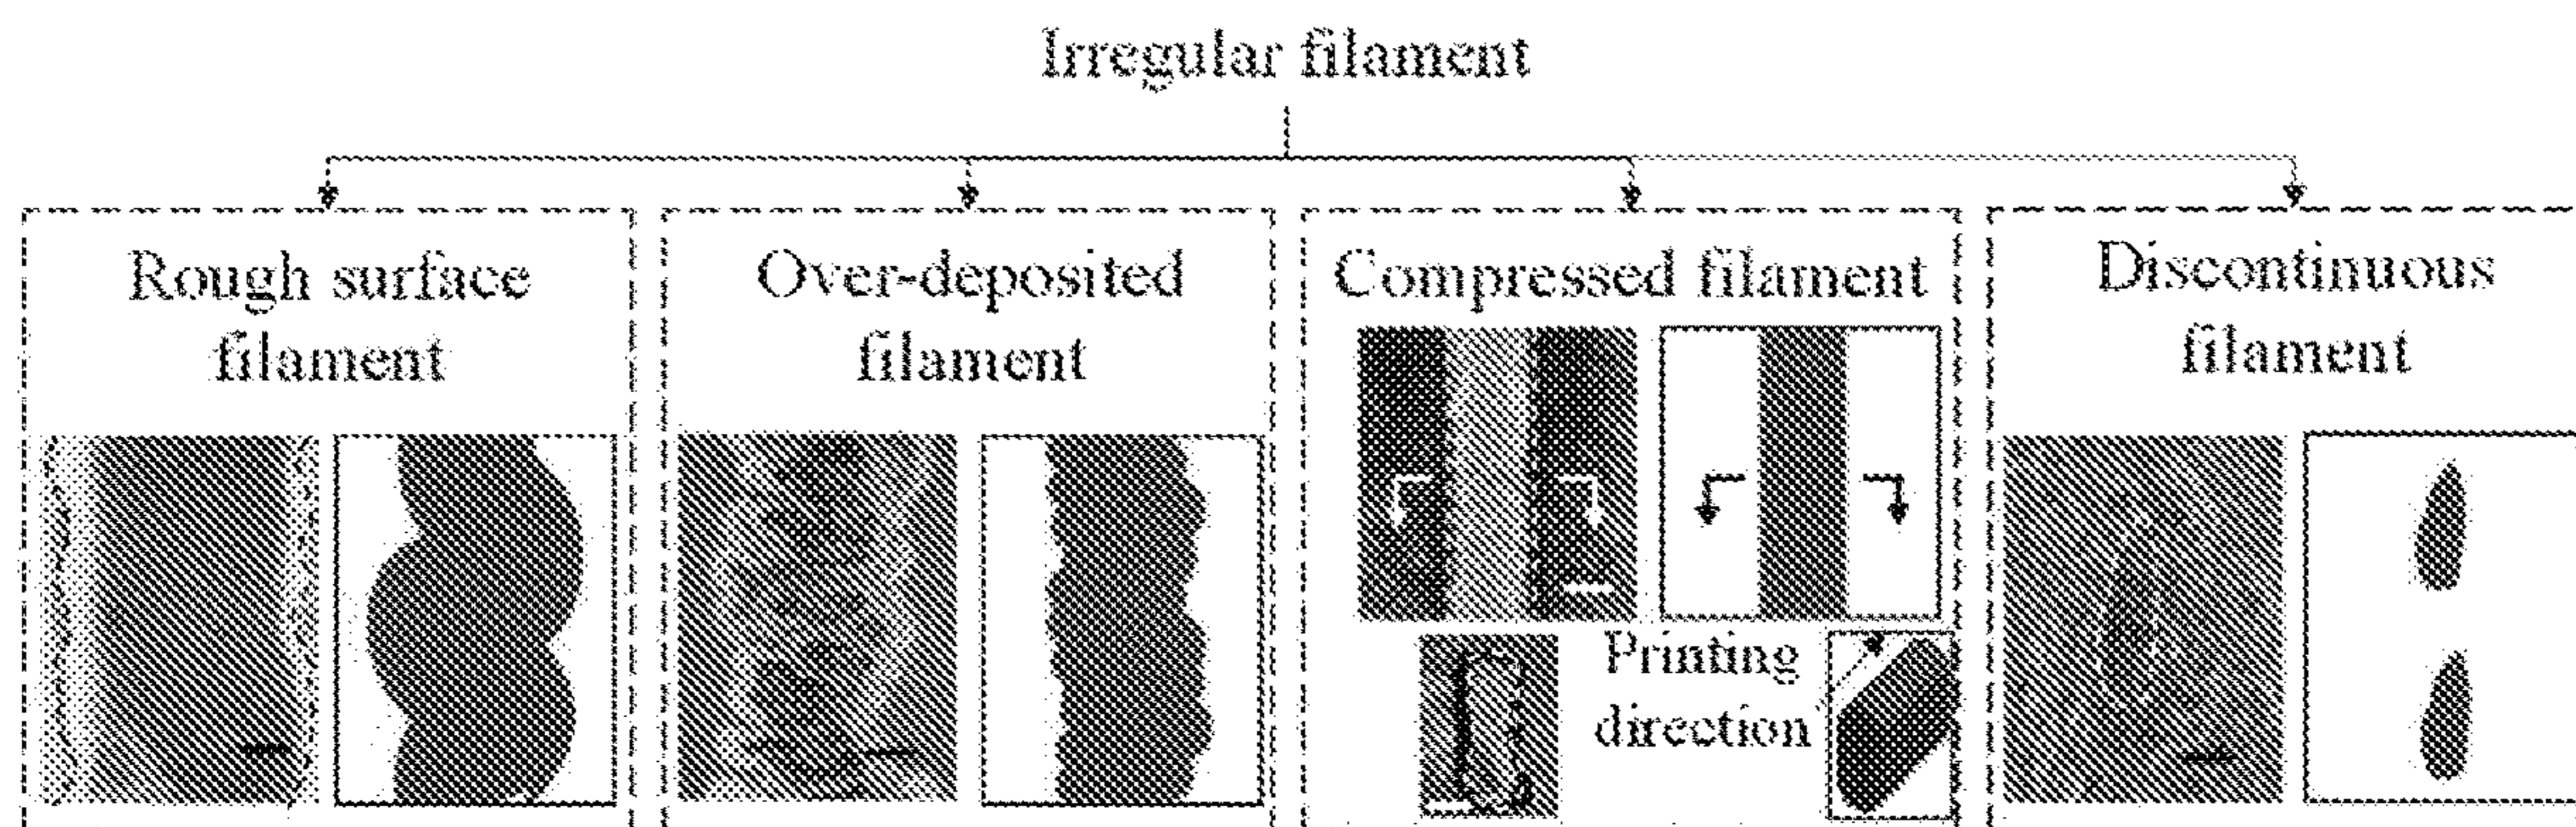 Irregular filament
Rough surface
filament
Over-deposited
filament
Compressed filament
Printing
direction
Discontinuous
filament